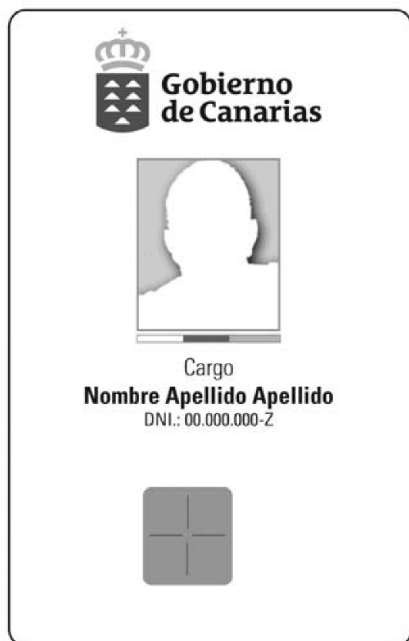 Gobierno
de Canarias
Cargo
Nombre Apellido Apellido
DNI.: 00.000.000-Z